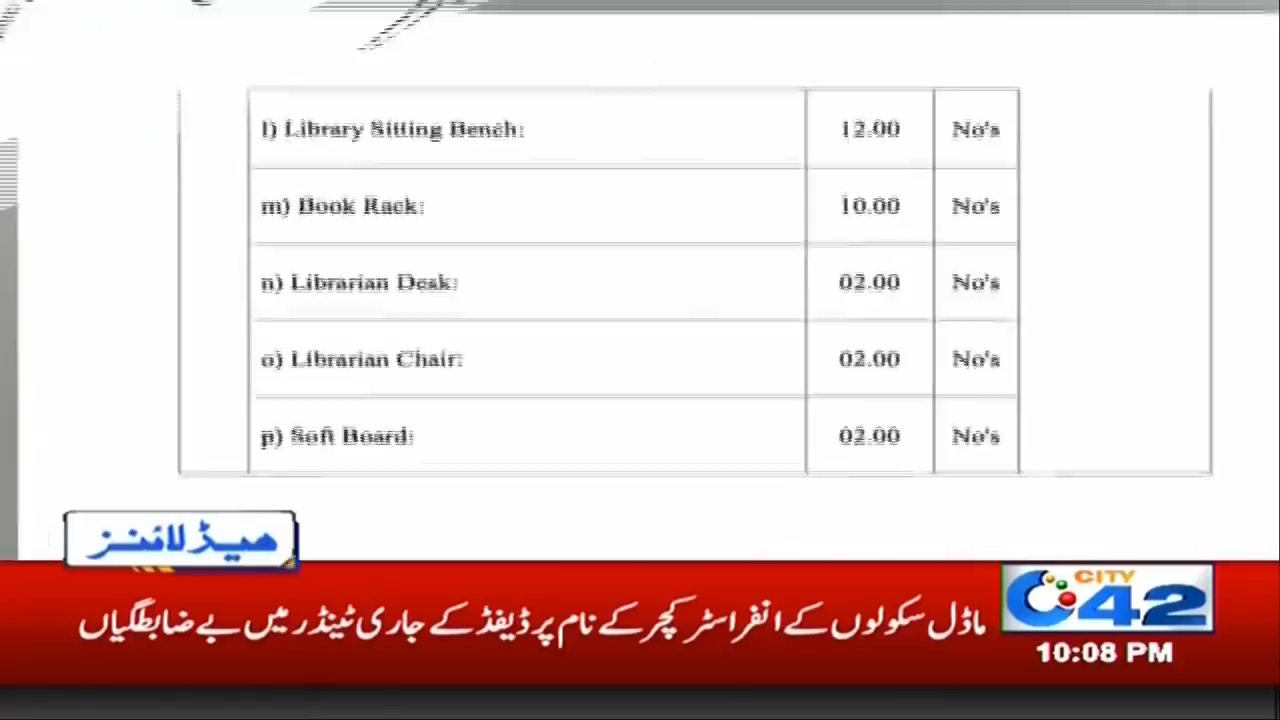 l) Library Sitting Bench: 12.00 No's
m) Book Rack: 10.00 No's
n) Librarian Desk: 02.00 No's
o) Librarian Chair: 02.00 No's
p) Soft Board: 02.00 No's
ھیڈلائنز
CITY
42
ماڈل سکولوں کے انفراسٹرکچر کے نام پر ڈیفڈ کے جاری ٹینڈر میں بے ضابطگیاں
10:08 PM